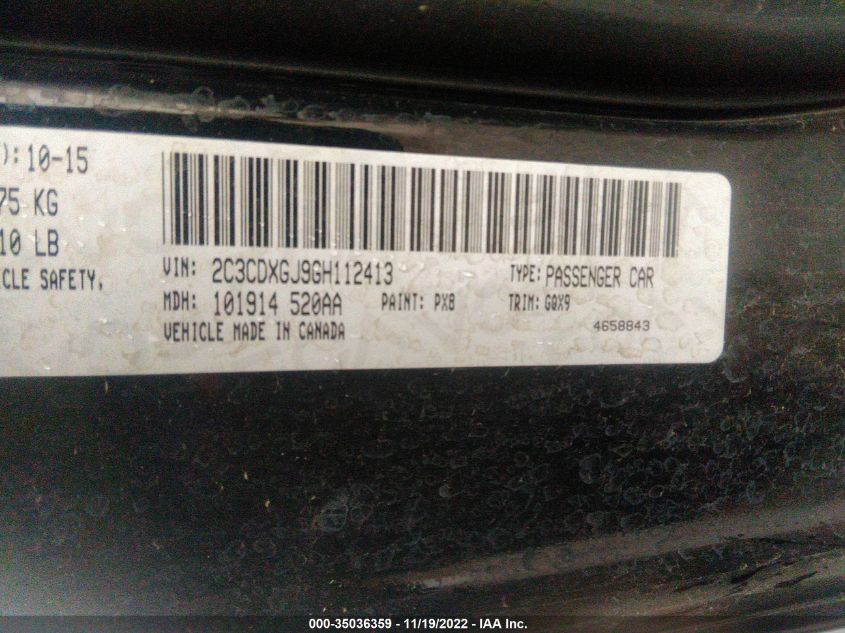 ): 10-15
75 KG
10 LB
ICLE SAFETY,
VIN: 2C3CDXGJ9GH112413 TYPE: PASSENGER CAR
MDH: 101914 520AA PAINT: PX8 TRIM: GQX9
VEHICLE MADE IN CANADA 4658843
000-35036359 - 11/19/2022 - IAA Inc.